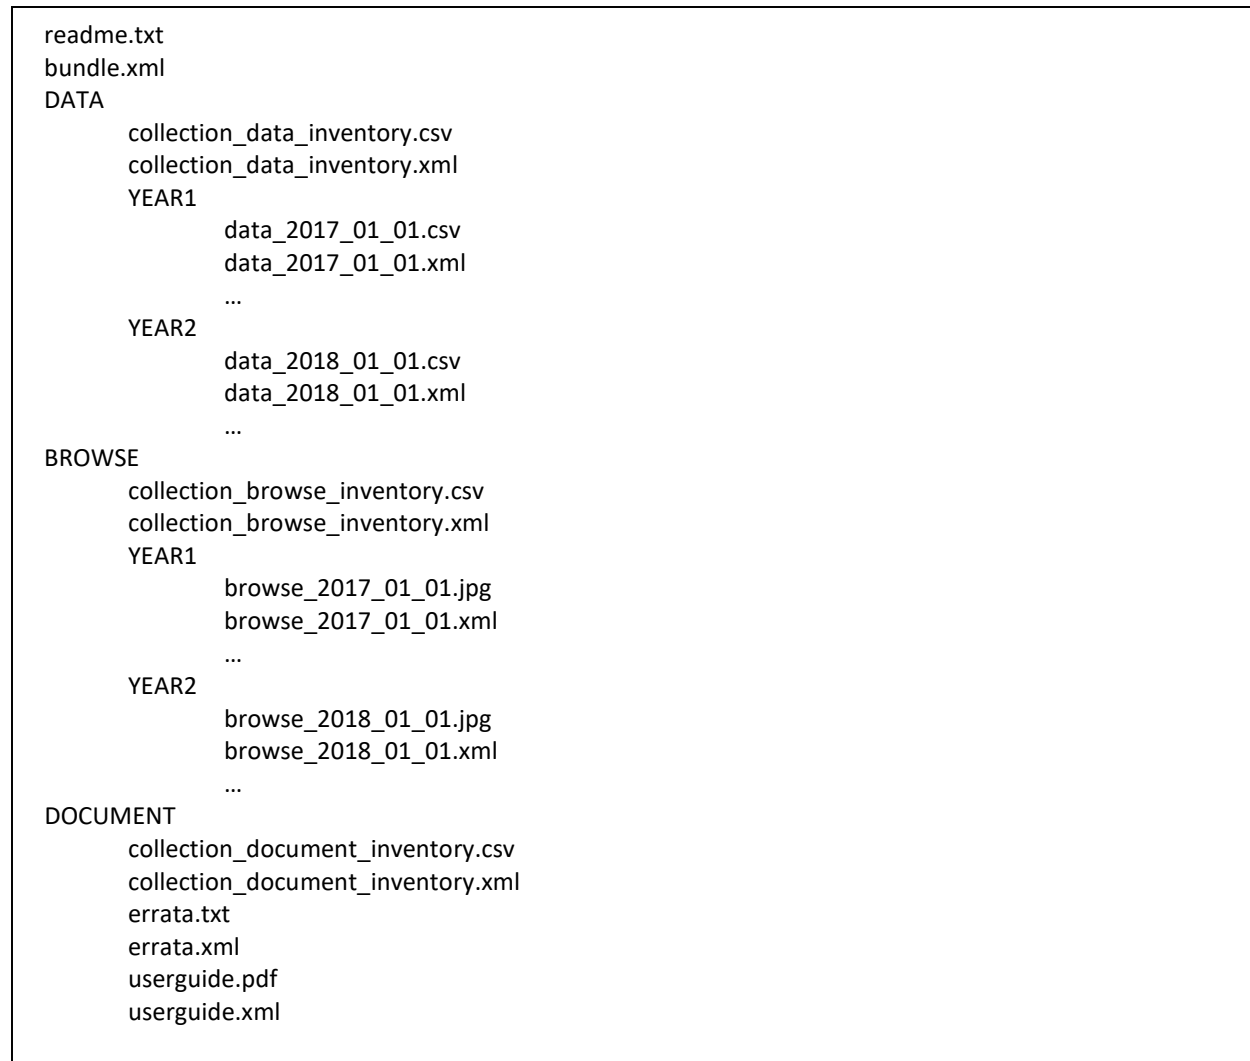 readme.txt
bundle.xml
DATA
collection_data_inventory.csv
collection_data_inventory.xml
YEAR1
data_2017_01_01.csv
data_2017_01_01.xml
…
YEAR2
data_2018_01_01.csv
data_2018_01_01.xml
…
BROWSE
collection_browse_inventory.csv
collection_browse_inventory.xml
YEAR1
browse_2017_01_01.jpg
browse_2017_01_01.xml
…
YEAR2
browse_2018_01_01.jpg
browse_2018_01_01.xml
…
DOCUMENT
collection_document_inventory.csv
collection_document_inventory.xml
errata.txt
errata.xml
userguide.pdf
userguide.xml